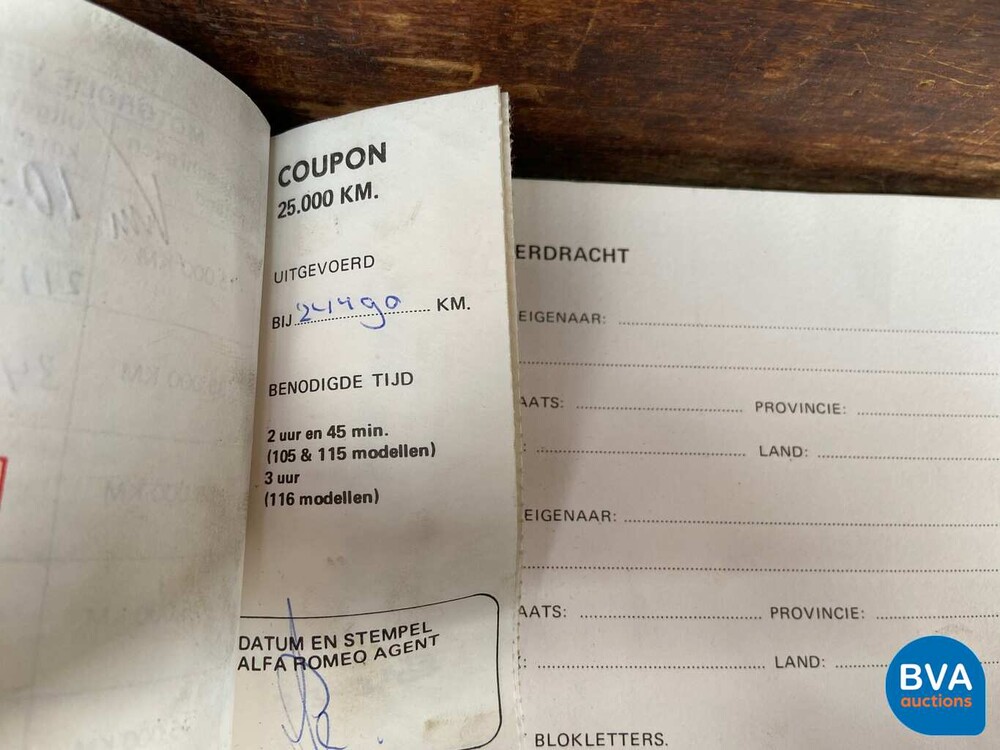 COUPON
25.000 KM.
UITGEVOERD
BIJ 24490 KM.
BENODIGDE TIJD
2 uur en 45 min.
(105 & 115 modellen)
3 uur
(116 modellen)
DATUM EN STEMPEL
ALFA ROMEO AGENT
ERDRACHT
EIGENAAR:
AATS: PROVINCIE:
LAND:
EIGENAAR:
AATS: PROVINCIE:
LAND:
BLOKLETTERS.
BVA
auctions